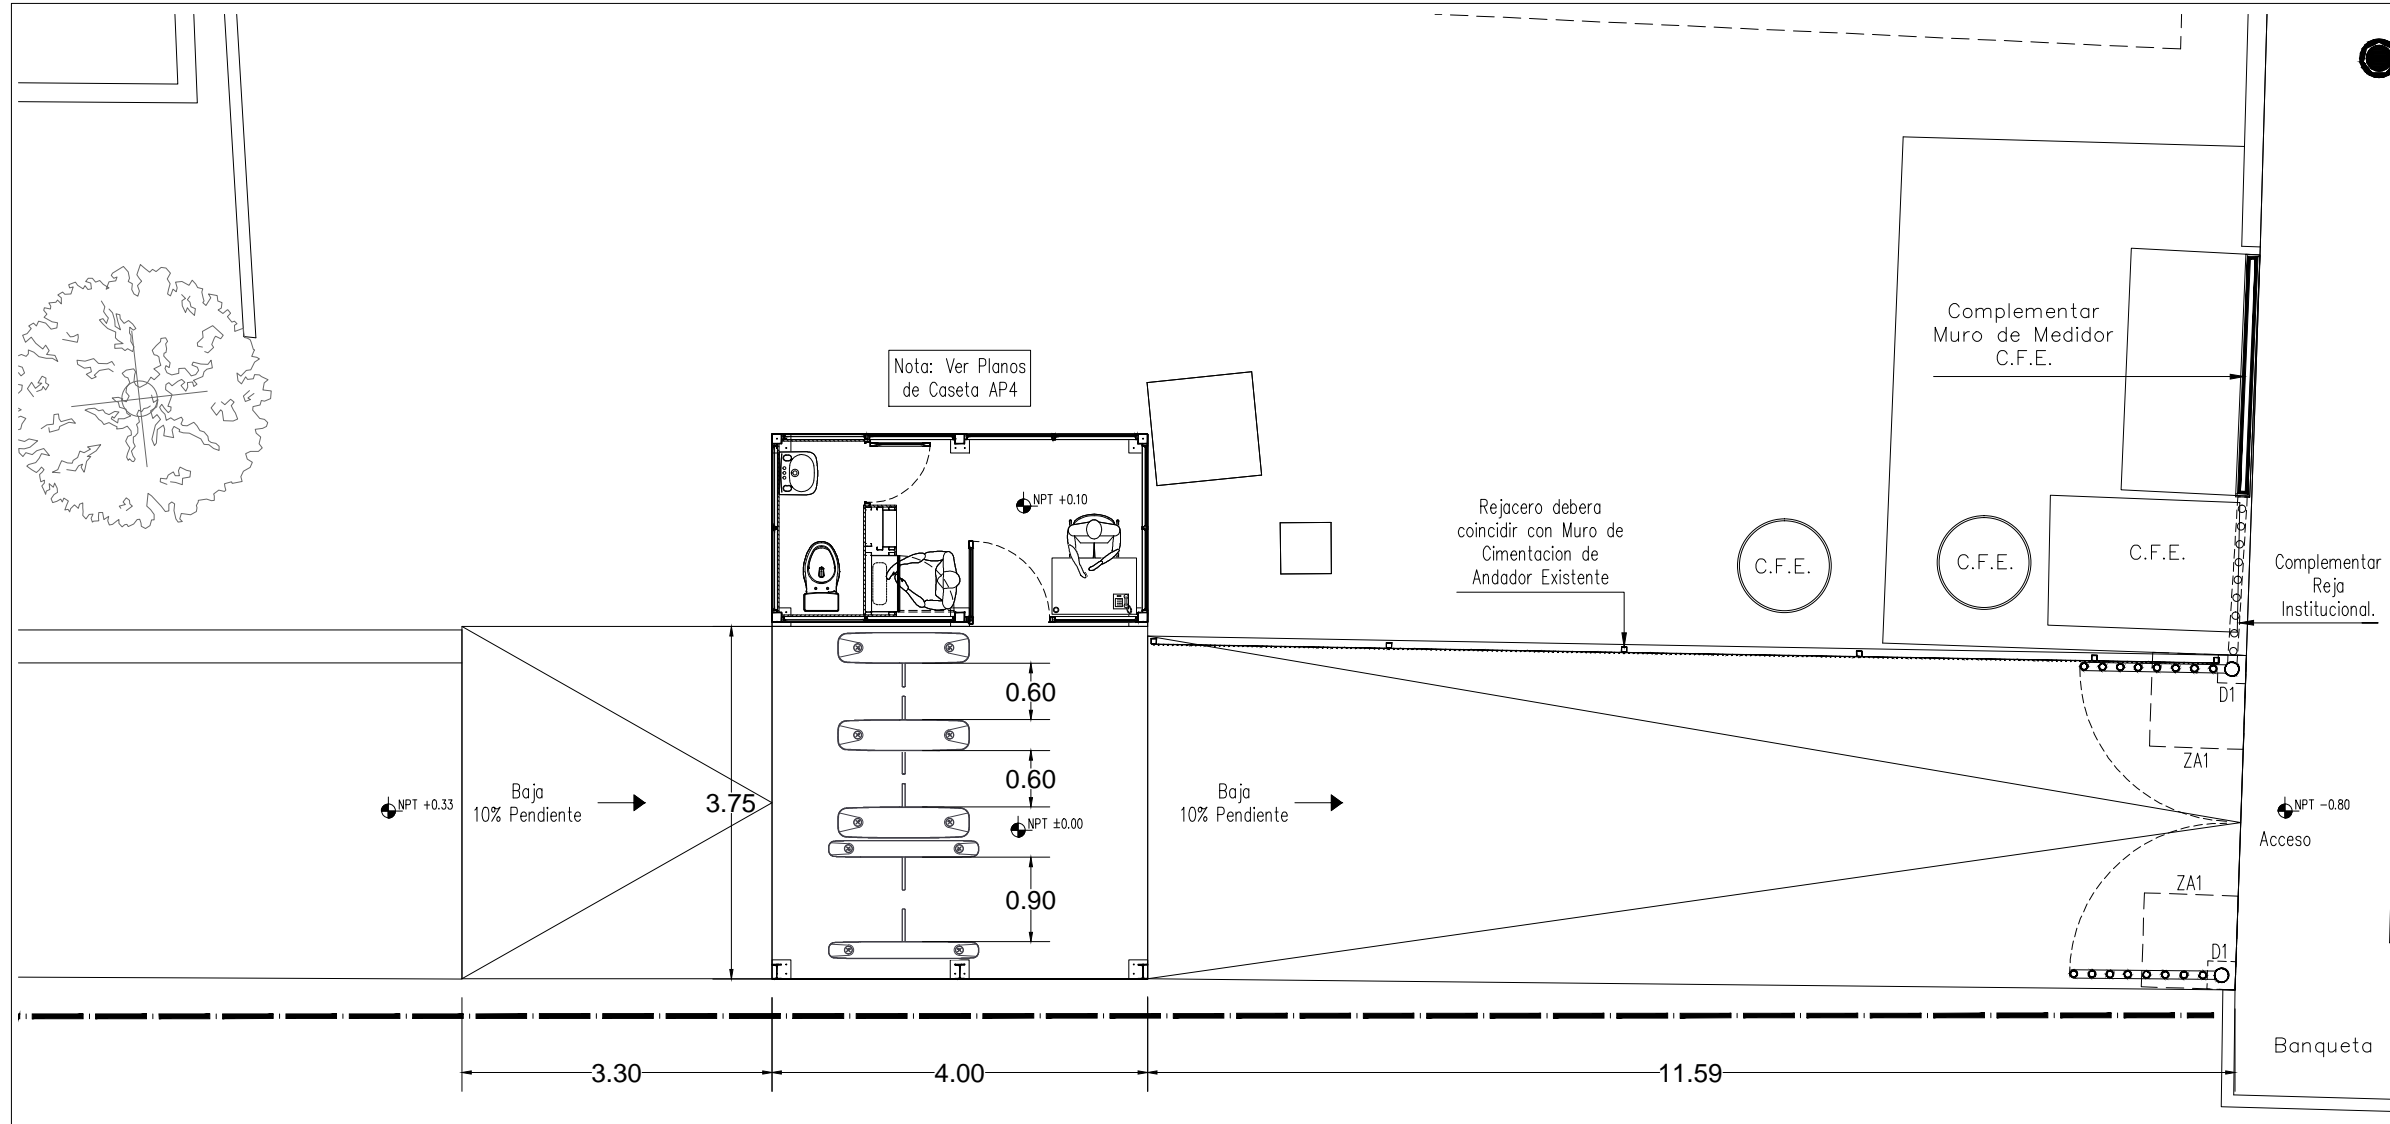 Complementar
Muro de Medidor
C.F.E.
Nota: Ver Planos
de Caseta AP4
NPT +0.10
Rejacero debera
coincidir con Muro de
Cimentacion de
Andador Existente
C.F.E.
C.F.E.
C.F.E.
Complementar
Reja
Institucional.
0.60
D1
ZA1
0.60
NPT +0.33
Baja
10% Pendiente
3.75
NPT ±0.00
Baja
10% Pendiente
NPT -0.80
Acceso
0.90
ZA1
D1
Banqueta
3.30
4.00
11.59